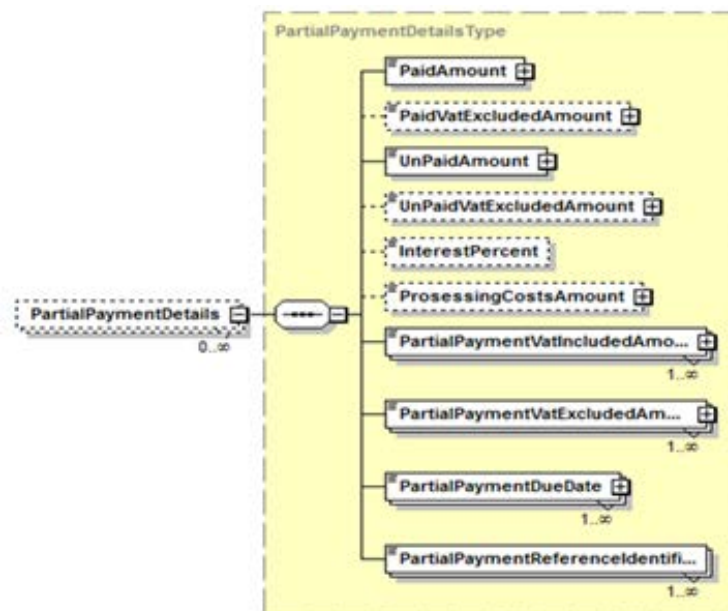 PartialPaymentDetailsType
PaidAmount
PaidVatExcludedAmount
UnPaidAmount
UnPaidVatExcludedAmount
InterestPercent
ProsessingCostsAmount
PartialPaymentDetails
0..∞
PartialPaymentVatIncludedAmo...
1..∞
PartialPaymentVatExcludedAm...
1..∞
PartialPaymentDueDate
1..∞
PartialPaymentReferenceIdentifi...
1..∞